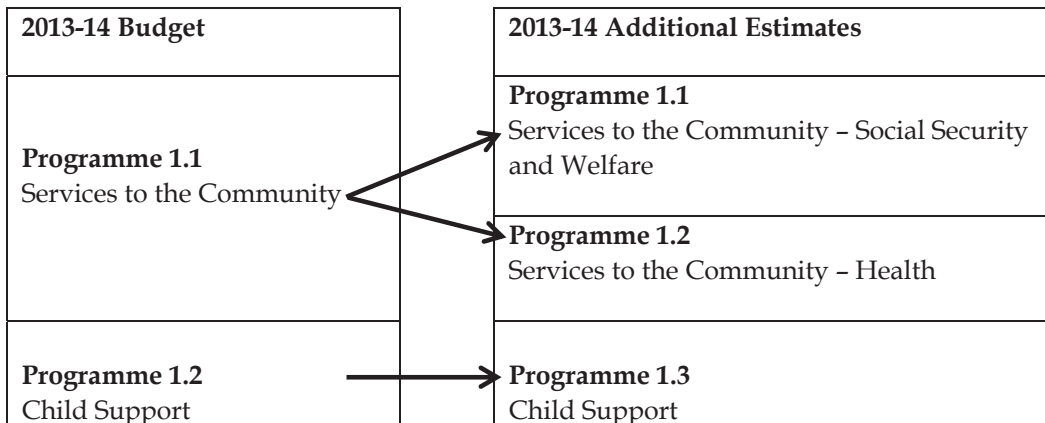 2013-14 Budget
2013-14 Additional Estimates
Programme 1.1
Services to the Community
Programme 1.1
Services to the Community – Social Security
and Welfare
Programme 1.2
Services to the Community – Health
Programme 1.2
Child Support
Programme 1.3
Child Support